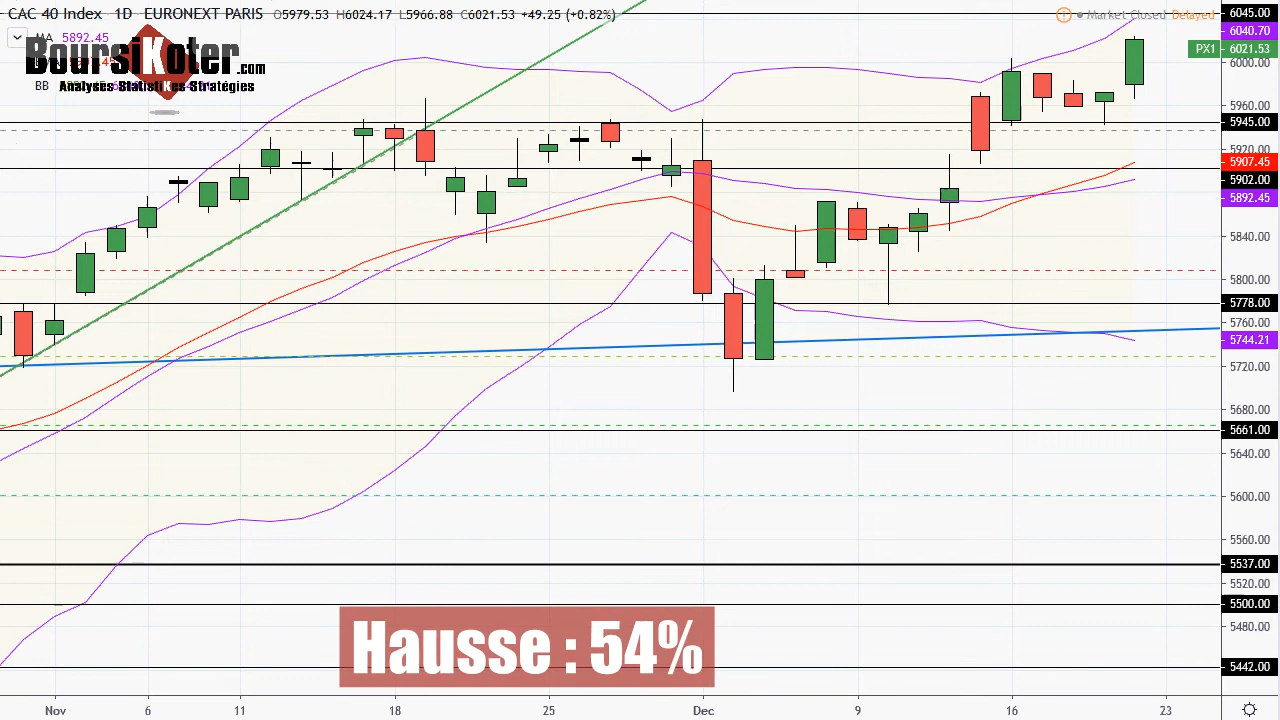 CAC 40 Index · 1D · EURONEXT PARIS O5979.53 H6024.17 L5966.88 C6021.53 +49.25 (+0.82%)
Market Closed Delayed
MA 5892.45
BoursiKoter.com
BB
Analyses Statistikes Stratégies
6045.00
6040.70
PX1 6021.53
6000.00
5960.00
5945.00
5920.00
5907.45
5902.00
5892.45
5840.00
5800.00
5778.00
5760.00
5744.21
5720.00
5680.00
5661.00
5640.00
5600.00
5560.00
5537.00
5520.00
5500.00
5480.00
5442.00
Hausse : 54%
Nov 6 11 18 25 Dec 9 16 23